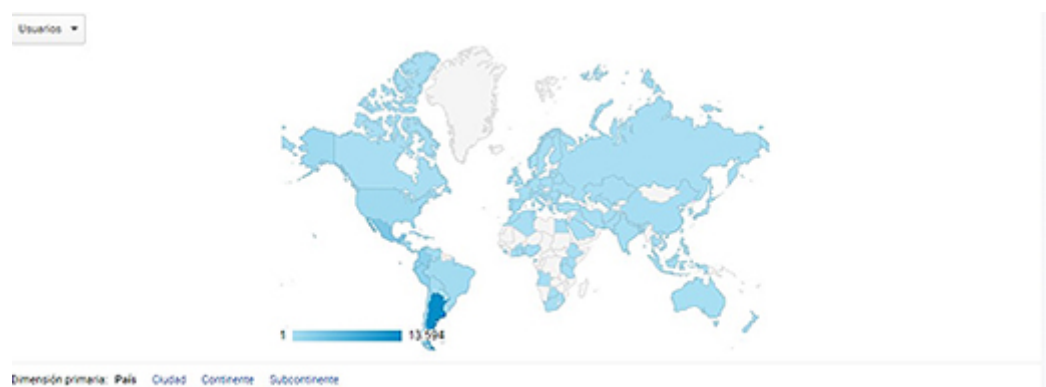 Usuarios
1 13.594
Dimensión primaria: País Ciudad Continente Subcontinente